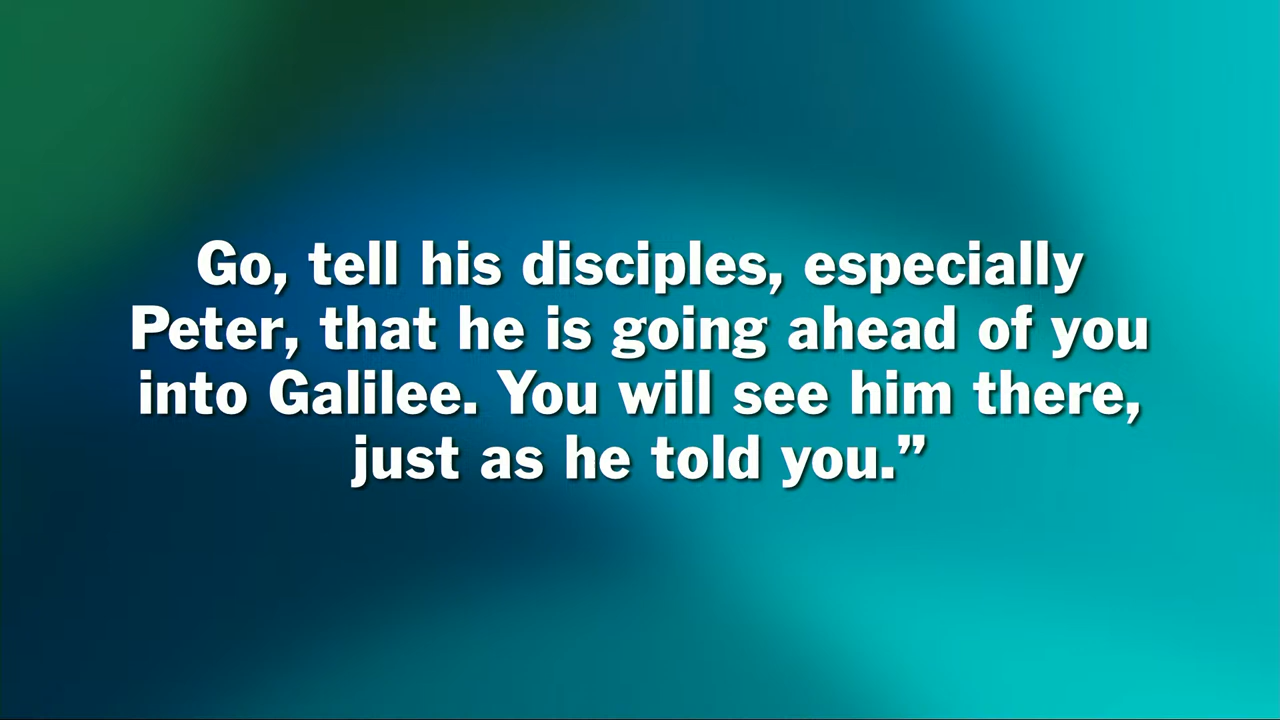 Go, tell his disciples, especially
Peter, that he is going ahead of you
into Galilee. You will see him there,
just as he told you.”